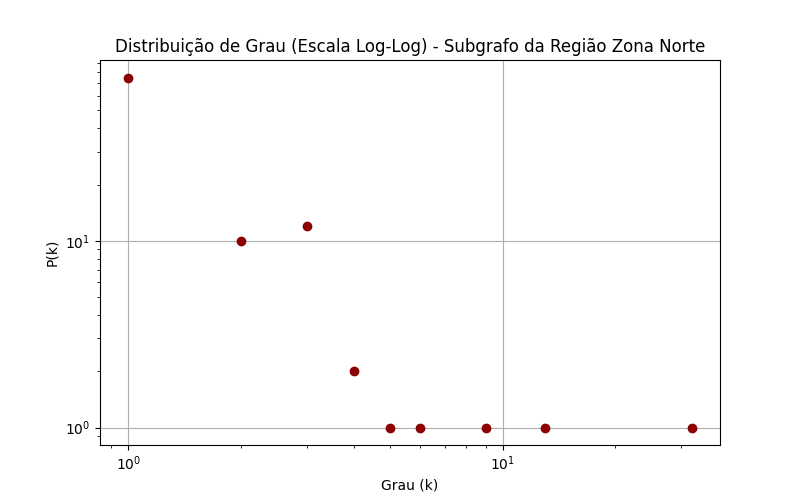 Distribuição de Grau (Escala Log-Log) - Subgrafo da Região Zona Norte
P(k)
10¹
10⁰
10⁰ 10¹
Grau (k)